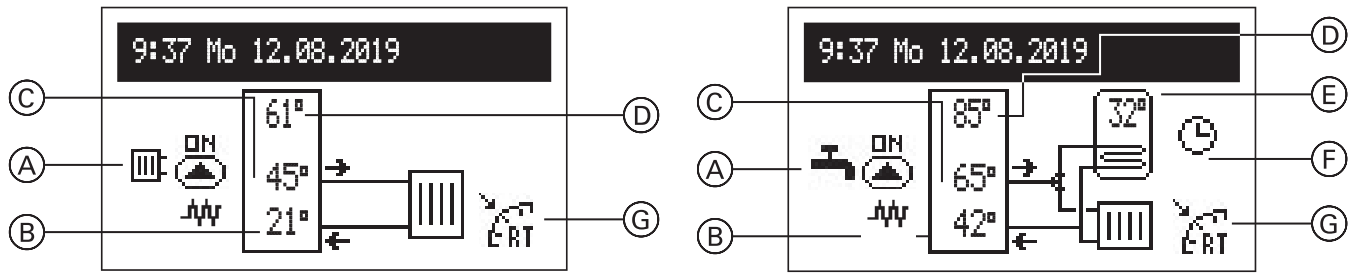 9:37 Mo 12.08.2019
C
61°
D
ON
A
45°
B
21°
G
RT
9:37 Mo 12.08.2019
D
C
85°
32°
E
ON
A
65°
F
B
42°
G
RT